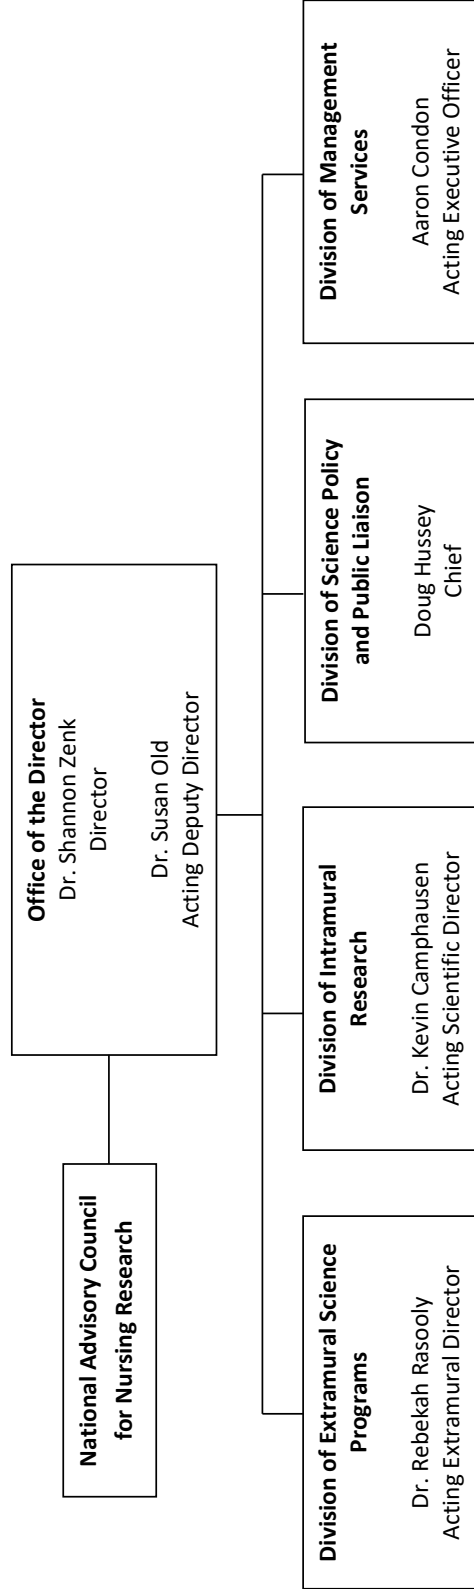 Office of the Director
Dr. Shannon Zenk
Director
Dr. Susan Old
Acting Deputy Director
National Advisory Council
for Nursing Research
Division of Extramural Science
Programs
Dr. Rebekah Rasooly
Acting Extramural Director
Division of Intramural
Research
Dr. Kevin Camphausen
Acting Scientific Director
Division of Science Policy
and Public Liaison
Doug Hussey
Chief
Division of Management
Services
Aaron Condon
Acting Executive Officer